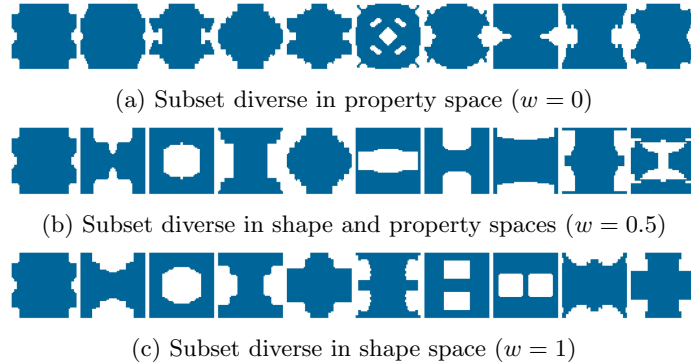 (a) Subset diverse in property space (w = 0)
(b) Subset diverse in shape and property spaces (w = 0.5)
(c) Subset diverse in shape space (w = 1)